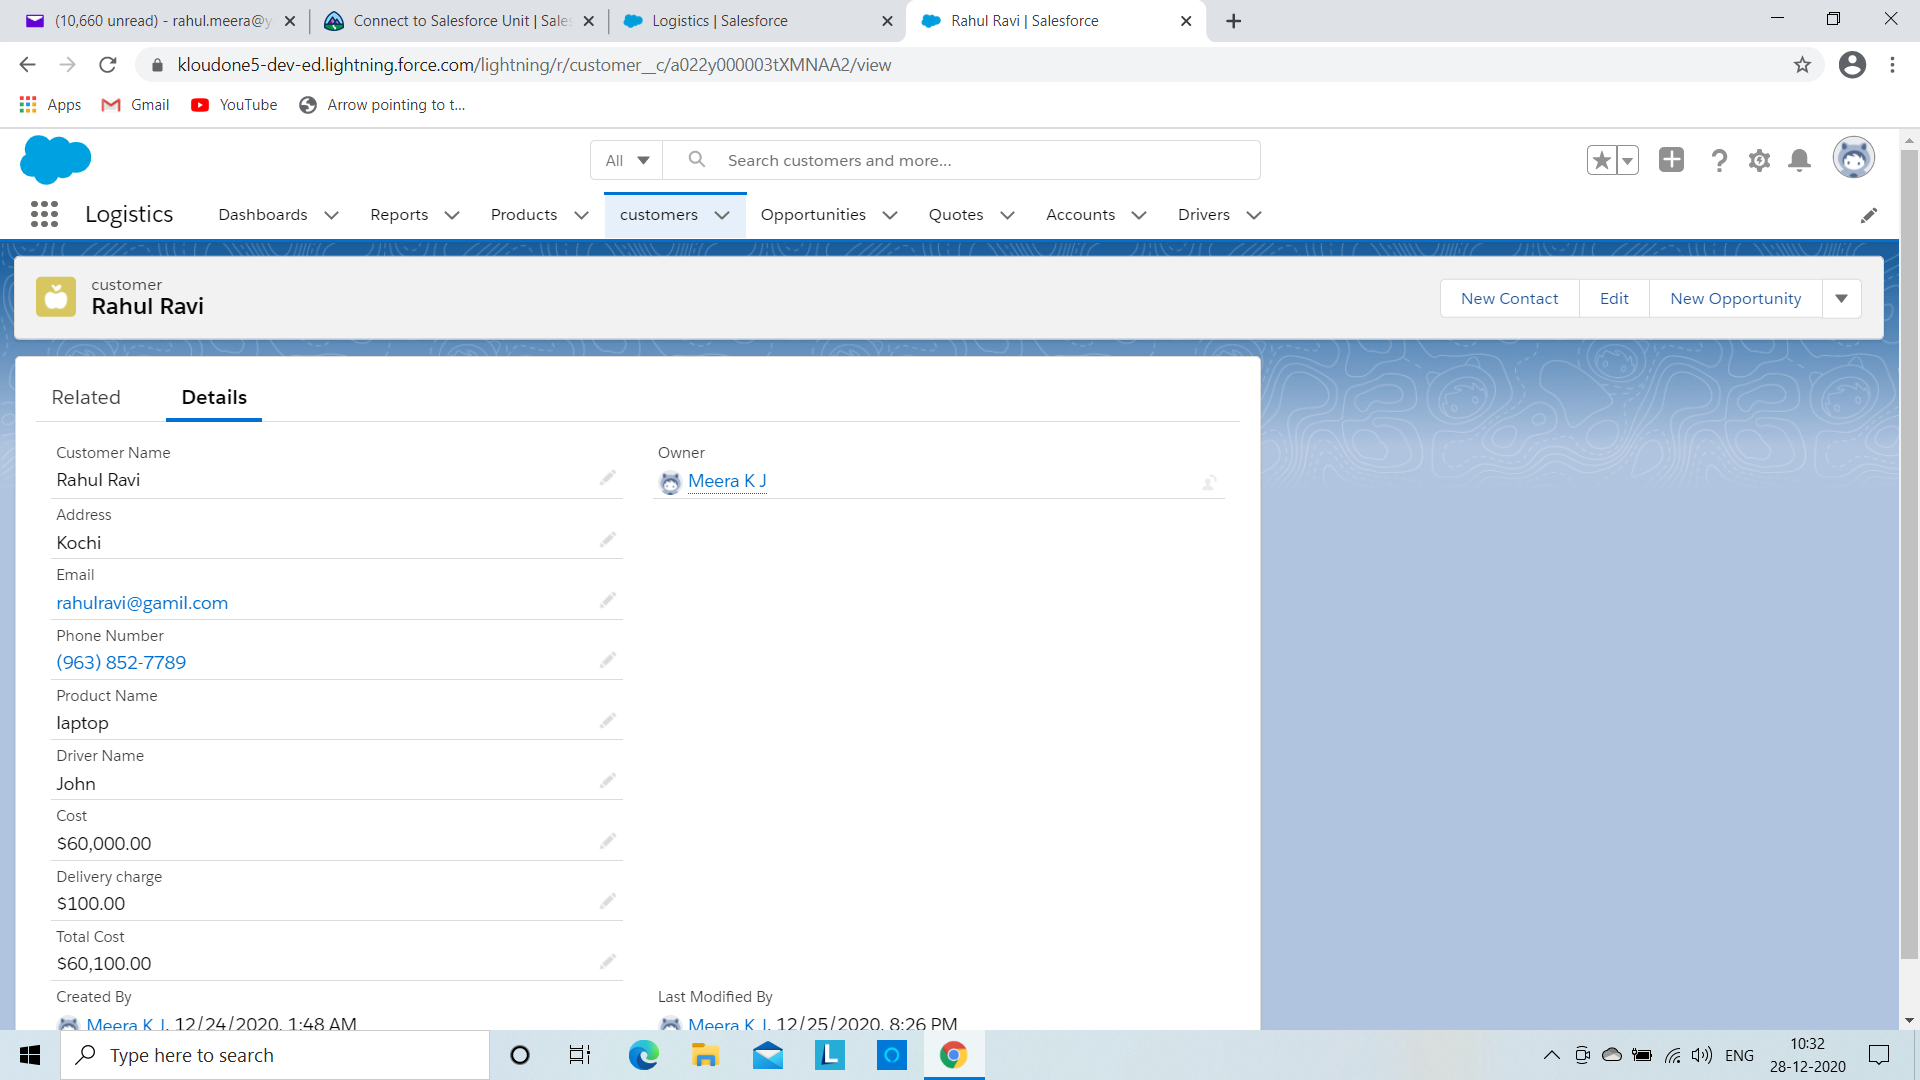 (10,660 unread) - rahul.meera@y
Connect to Salesforce Unit | Sales
Logistics | Salesforce
Rahul Ravi | Salesforce
kloudone5-dev-ed.lightning.force.com/lightning/r/customer__c/a022y000003tXMNAA2/view
Apps
Gmail
YouTube
Arrow pointing to t...
All
Search customers and more...
Logistics
Dashboards
Reports
Products
customers
Opportunities
Quotes
Accounts
Drivers
customer
Rahul Ravi
New Contact
Edit
New Opportunity
Related
Details
Customer Name
Rahul Ravi
Owner
Meera K J
Address
Kochi
Email
rahulravi@gamil.com
Phone Number
(963) 852-7789
Product Name
laptop
Driver Name
John
Cost
$60,000.00
Delivery charge
$100.00
Total Cost
$60,100.00
Created By
Meera K J, 12/24/2020, 1:48 AM
Last Modified By
Meera K J, 12/25/2020, 8:26 PM
Type here to search
ENG
10:32
28-12-2020